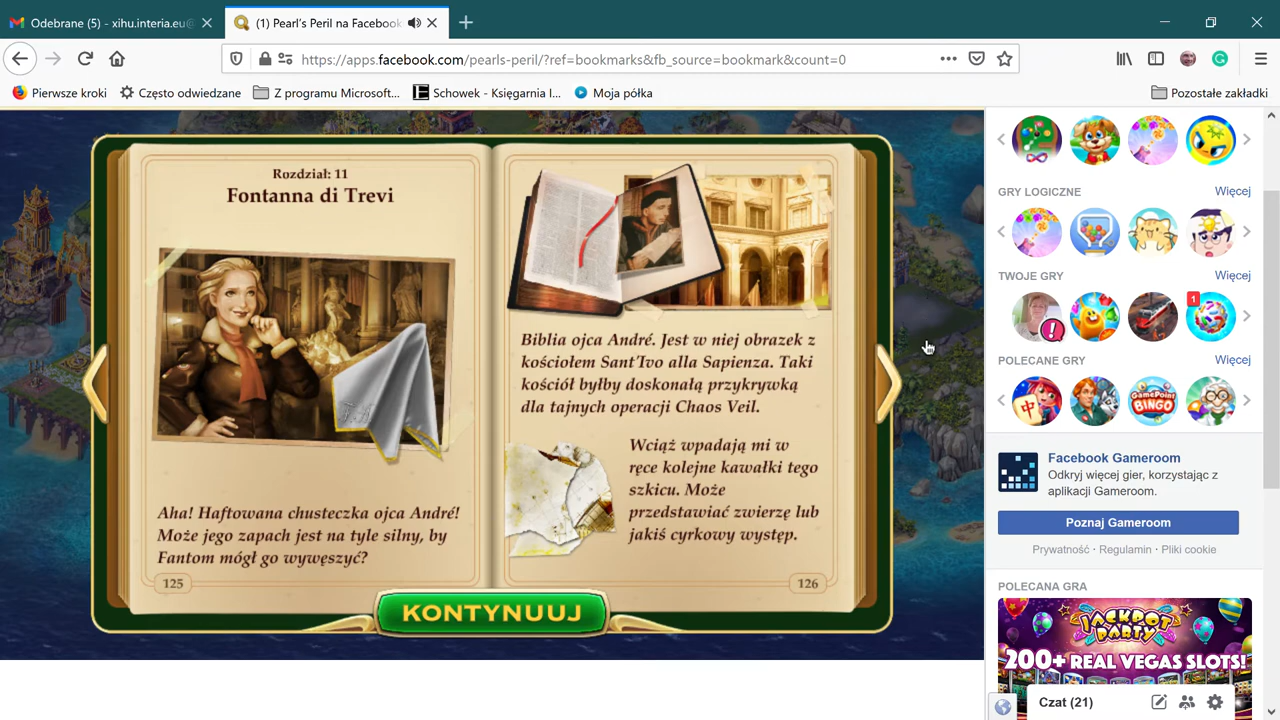 Odebrane (5) - xihu.interia.eu@
(1) Pearl's Peril na Facebook
https://apps.facebook.com/pearls-peril/?ref=bookmarks&fb_source=bookmark&count=0
Pierwsze kroki
Często odwiedzane
Z programu Microsoft...
Schowek - Księgarnia I...
Moja półka
Pozostałe zakładki
Rozdział: 11
Fontanna di Trevi
Aha! Haftowana chusteczka ojca André!
Może jego zapach jest na tyle silny, by
Fantom mógł go wywęszyć?
125
Biblia ojca André. Jest w niej obrazek z
kościołem Sant'Ivo alla Sapienza. Taki
kościół byłby doskonałą przykrywką
dla tajnych operacji Chaos Veil.
Wciąż wpadają mi w
ręce kolejne kawałki tego
szkicu. Może
przedstawiać zwierzę lub
jakiś cyrkowy występ.
126
KONTYNUUJ
GRY LOGICZNE
Więcej
TWOJE GRY
Więcej
1
POLECANE GRY
Więcej
GamePoint
BINGO
Facebook Gameroom
Odkryj więcej gier, korzystając z
aplikacji Gameroom.
Poznaj Gameroom
Prywatność · Regulamin · Pliki cookie
POLECANA GRA
JACKPOT
PARTY
200+ REAL VEGAS SLOTS!
Czat (21)